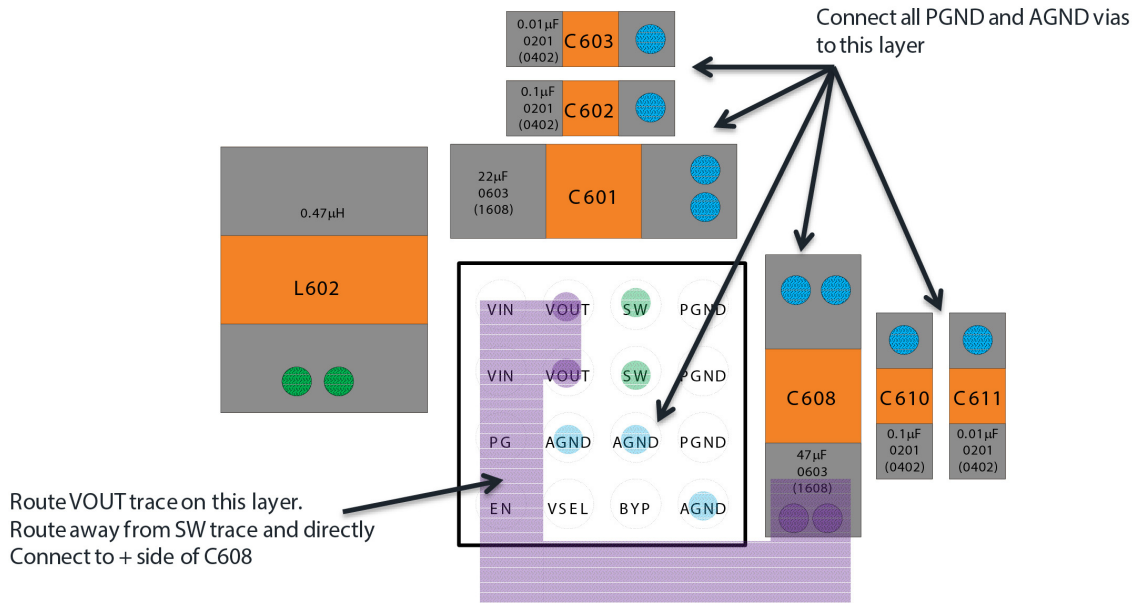 Connect all PGND and AGND vias
to this layer
0.01µF
0201
(0402)
C603
0.1µF
0201
(0402)
C602
22µF
0603
(1608)
C601
0.47µH
L602
VIN VOUT SW PGND
VIN VOUT SW PGND
PG AGND AGND PGND
EN VSEL BYP AGND
C608
47µF
0603
(1608)
C610
0.1µF
0201
(0402)
C611
0.01µF
0201
(0402)
Route VOUT trace on this layer.
Route away from SW trace and directly
Connect to + side of C608